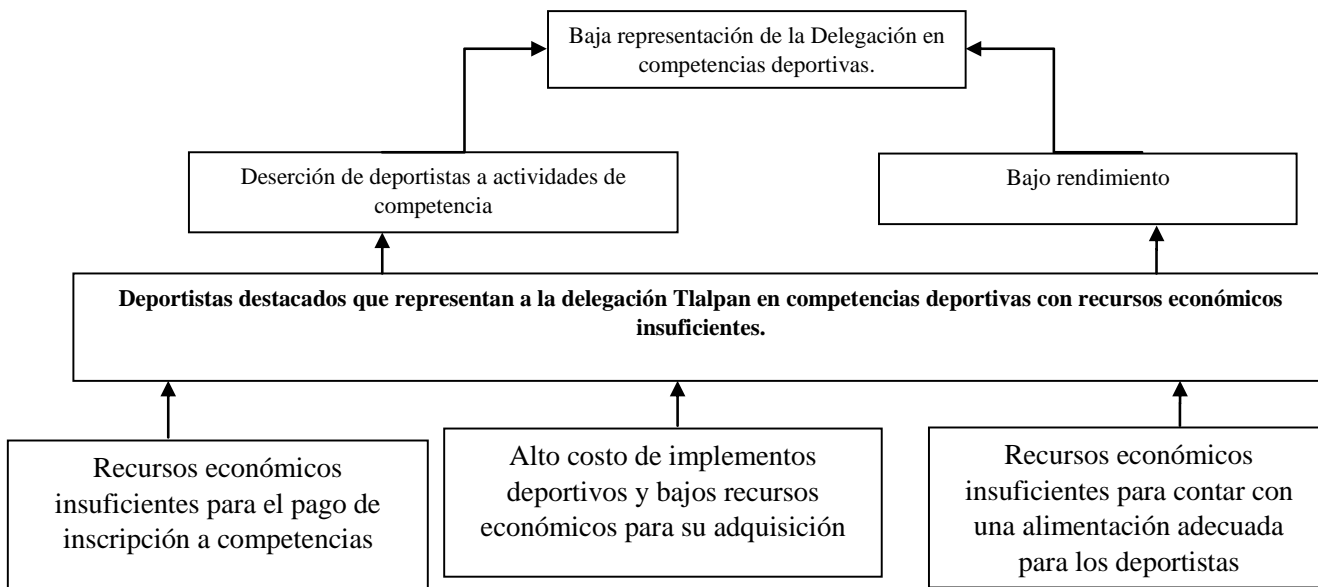 Baja representación de la Delegación en
competencias deportivas.
Deserción de deportistas a actividades de
competencia
Bajo rendimiento
Deportistas destacados que representan a la delegación Tlalpan en competencias deportivas con recursos económicos
insuficientes.
Recursos económicos
insuficientes para el pago de
inscripción a competencias
Alto costo de implementos
deportivos y bajos recursos
económicos para su adquisición
Recursos económicos
insuficientes para contar con
una alimentación adecuada
para los deportistas